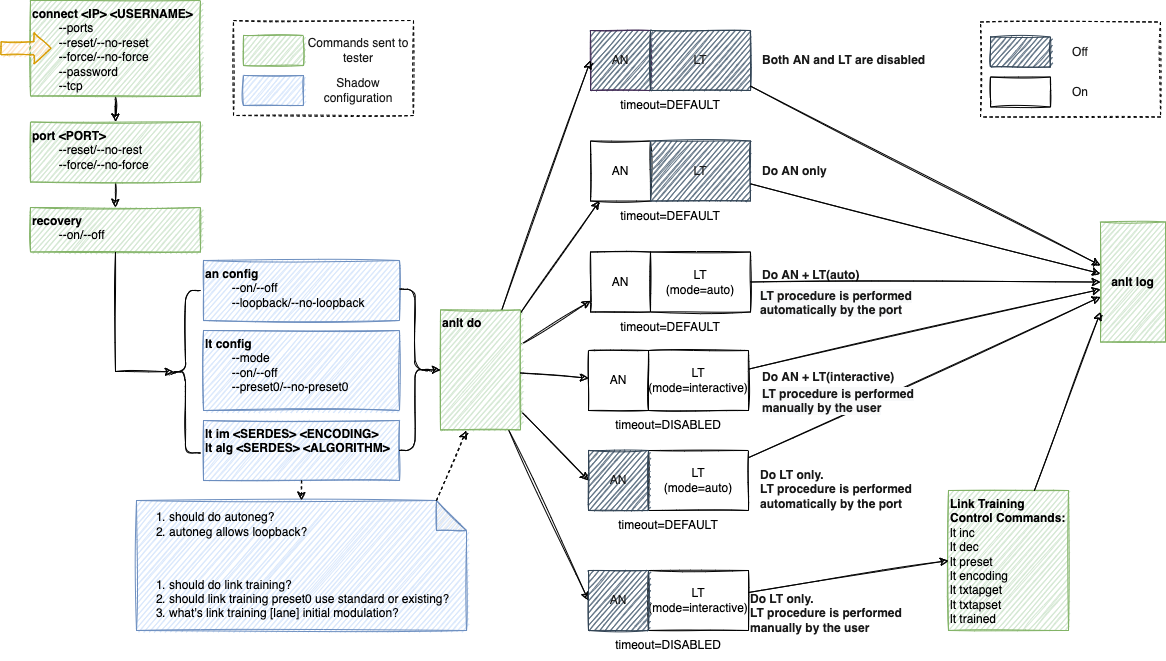 connect <IP> <USERNAME>
--ports
--reset/--no-reset
--force/--no-force
--password
--tcp
port <PORT>
--reset/--no-rest
--force/--no-force
recovery
--on/--off
Commands sent to
tester
Shadow
configuration
an config
--on/--off
--loopback/--no-loopback
lt config
--mode
--on/--off
--preset0/--no-preset0
lt im <SERDES> <ENCODING>
lt alg <SERDES> <ALGORITHM>
1. should do autoneg?
2. autoneg allows loopback?
1. should do link training?
2. should link training preset0 use standard or existing?
3. what's link training [lane] initial modulation?
anlt do
AN
LT
timeout=DEFAULT
Both AN and LT are disabled
AN
LT
timeout=DEFAULT
Do AN only
AN
LT
(mode=auto)
timeout=DEFAULT
Do AN + LT(auto)
LT procedure is performed
automatically by the port
AN
LT
(mode=interactive)
timeout=DISABLED
Do AN + LT(interactive)
LT procedure is performed
manually by the user
AN
LT
(mode=auto)
timeout=DEFAULT
Do LT only.
LT procedure is performed
automatically by the port
AN
LT
(mode=interactive)
timeout=DISABLED
Do LT only.
LT procedure is performed
manually by the user
Off
On
anlt log
Link Training
Control Commands:
lt inc
lt dec
lt preset
lt encoding
lt txtapget
lt txtapset
lt trained